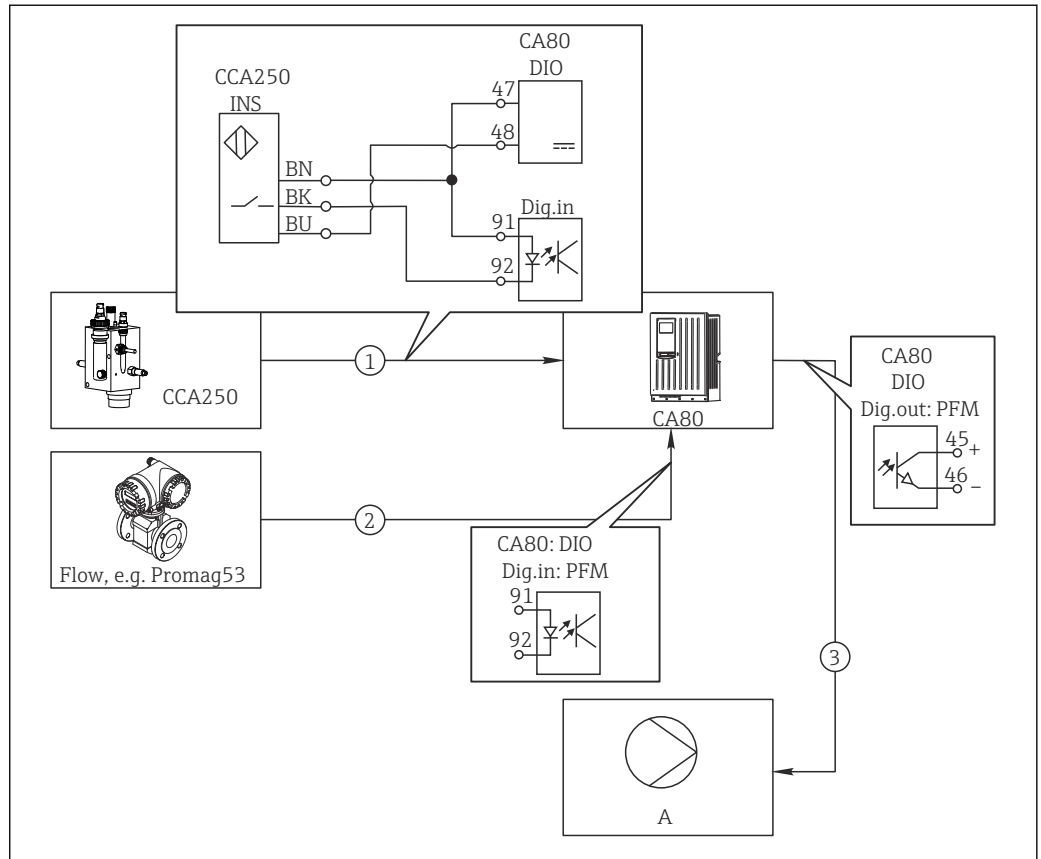 CA80
DIO
CCA250
INS
47
48
BN
BK
BU
Dig.in
91
92
CCA250
1
CA80
CA80
DIO
Dig.out: PFM
45 +
46 –
Flow, e.g. Promag53
2
CA80: DIO
Dig.in: PFM
91
92
3
A